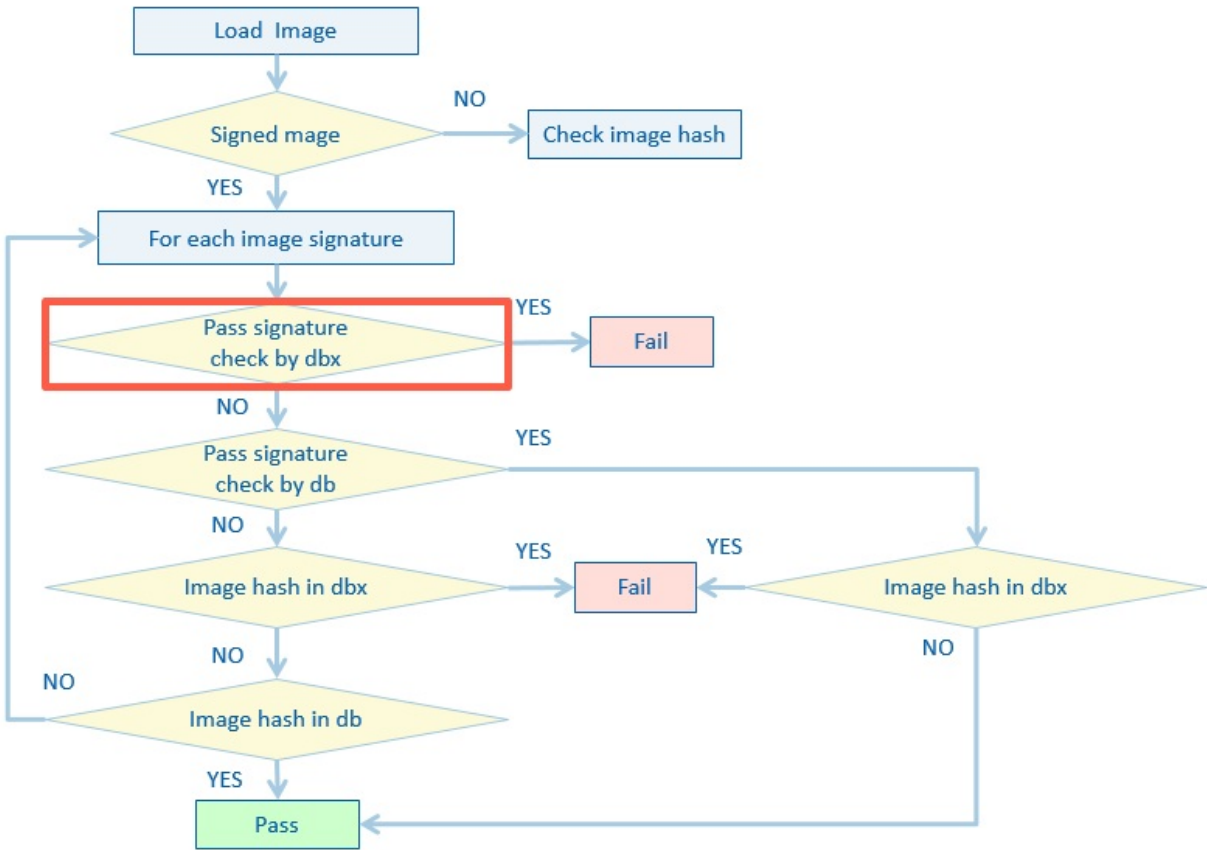 Load Image
NO
Signed mage
Check image hash
YES
For each image signature
YES
Pass signature
check by dbx
Fail
NO
YES
Pass signature
check by db
NO
YES
YES
Image hash in dbx
Fail
Image hash in dbx
NO
NO
NO
Image hash in db
YES
Pass